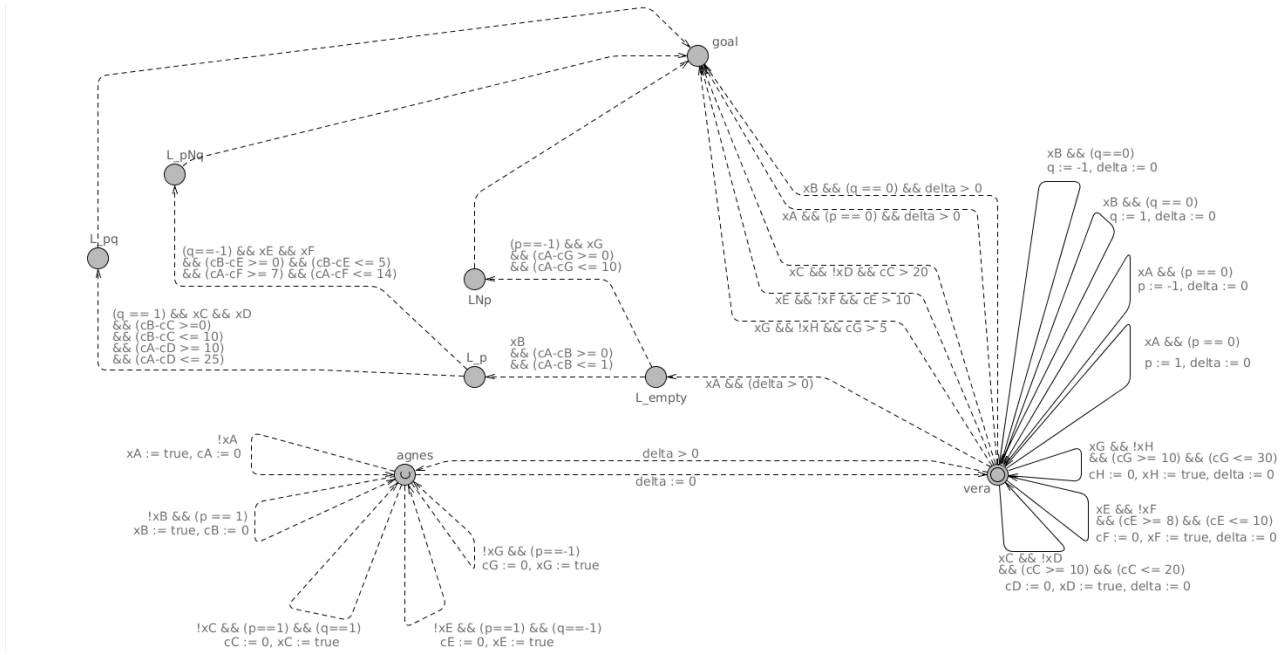 goal
L_pNq
L_pq
(q==-1) && xE && xF
&& (cB-cE >= 0) && (cB-cE <= 5)
&& (cA-cF >= 7) && (cA-cF <= 14)
(p==-1) && xG
&& (cA-cG >= 0)
&& (cA-cG <= 10)
LNp
(q == 1) && xC && xD
&& (cB-cC >=0)
&& (cB-cC <= 10)
&& (cA-cD >= 10)
&& (cA-cD <= 25)
L_p
xB
&& (cA-cB >= 0)
&& (cA-cB <= 1)
L_empty
xA && (delta > 0)
xB && (q == 0) && delta > 0
xA && (p == 0) && delta > 0
xC && !xD && cC > 20
xE && !xF && cE > 10
xG && !xH && cG > 5
xB && (q==0)
q := -1, delta := 0
xB && (q == 0)
q := 1, delta := 0
xA && (p == 0)
p := -1, delta := 0
xA && (p == 0)
p := 1, delta := 0
xG && !xH
&& (cG >= 10) && (cG <= 30)
cH := 0, xH := true, delta := 0
xE && !xF
&& (cE >= 8) && (cE <= 10)
cF := 0, xF := true, delta := 0
xC && !xD
&& (cC >= 10) && (cC <= 20)
cD := 0, xD := true, delta := 0
vera
delta > 0
delta := 0
agnes
!xA
xA := true, cA := 0
!xB && (p == 1)
xB := true, cB := 0
!xG && (p==-1)
cG := 0, xG := true
!xC && (p==1) && (q==1)
cC := 0, xC := true
!xE && (p==1) && (q==-1)
cE := 0, xE := true